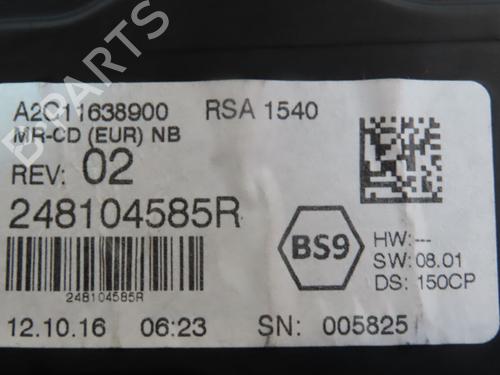 A2C11638900 RSA 1540
MR-CD (EUR) NB
REV: 02
248104585R
BS9
HW: ---
SW: 08.01
DS: 150CP
248104585R
12.10.16 06:23 SN: 005825
B PARTS